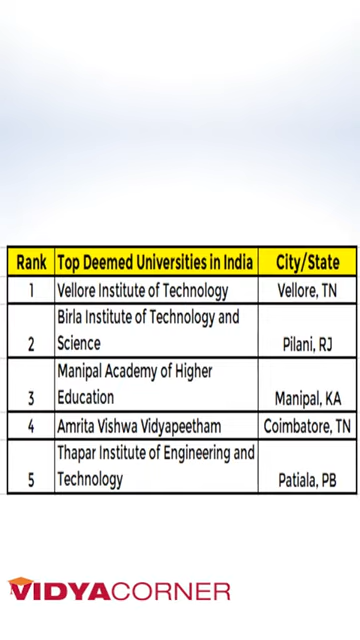 Rank Top Deemed Universities in India City/State
1 Vellore Institute of Technology Vellore, TN
Birla Institute of Technology and
2 Science Pilani, RJ
Manipal Academy of Higher
3 Education Manipal, KA
4 Amrita Vishwa Vidyapeetham Coimbatore, TN
Thapar Institute of Engineering and
5 Technology Patiala, PB
VIDYACORNER